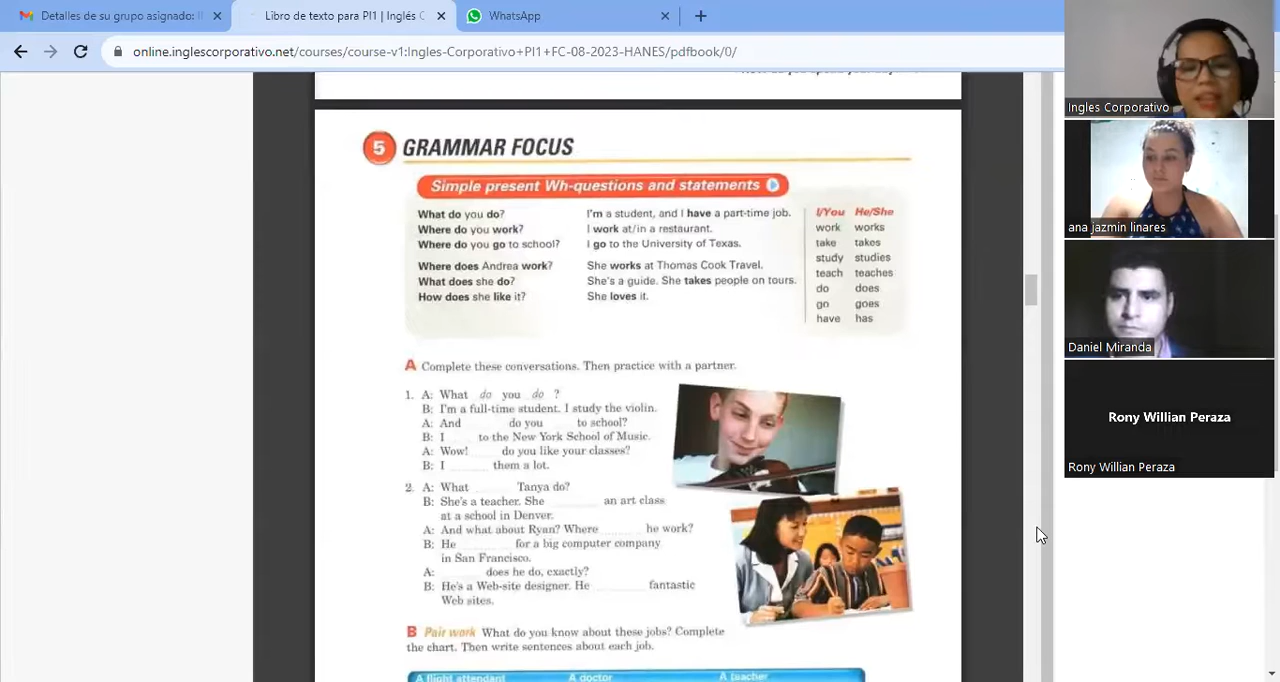 Detalles de su grupo asignado: II
Libro de texto para PI1 | Inglés
WhatsApp
online.inglescorporativo.net/courses/course-v1:Ingles-Corporativo+PI1+FC-08-2023-HANES/pdfbook/0/
5 GRAMMAR FOCUS
Simple present Wh-questions and statements
What do you do? I'm a student, and I have a part-time job.
Where do you work? I work at/in a restaurant.
Where do you go to school? I go to the University of Texas.
Where does Andrea work? She works at Thomas Cook Travel.
What does she do? She's a guide. She takes people on tours.
How does she like it? She loves it.
I/You He/She
work works
take takes
study studies
teach teaches
do does
go goes
have has
A Complete these conversations. Then practice with a partner.
1. A: What do you do ?
B: I'm a full-time student. I study the violin.
A: And ........ do you ........ to school?
B: I ........ to the New York School of Music.
A: Wow! ........ do you like your classes?
B: I ........ them a lot.
2. A: What ........ Tanya do?
B: She's a teacher. She ........ an art class
at a school in Denver.
A: And what about Ryan? Where ........ he work?
B: He ........ for a big computer company
in San Francisco.
A: ........ does he do, exactly?
B: He's a Web-site designer. He ........ fantastic
Web sites.
B Pair work What do you know about these jobs? Complete
the chart. Then write sentences about each job.
A flight attendant A doctor A teacher
Ingles Corporativo
ana jazmin linares
Daniel Miranda
Rony Willian Peraza
Rony Willian Peraza